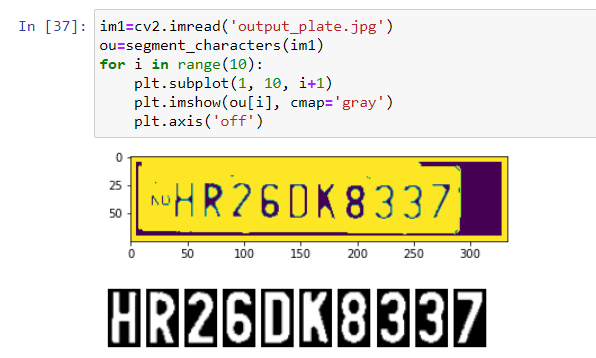 In [37]: im1=cv2.imread('output_plate.jpg')
ou=segment_characters(im1)
for i in range(10):
    plt.subplot(1, 10, i+1)
    plt.imshow(ou[i], cmap='gray')
    plt.axis('off')
0
25
50
HR26DK8337
0 50 100 150 200 250 300
HR26DK8337